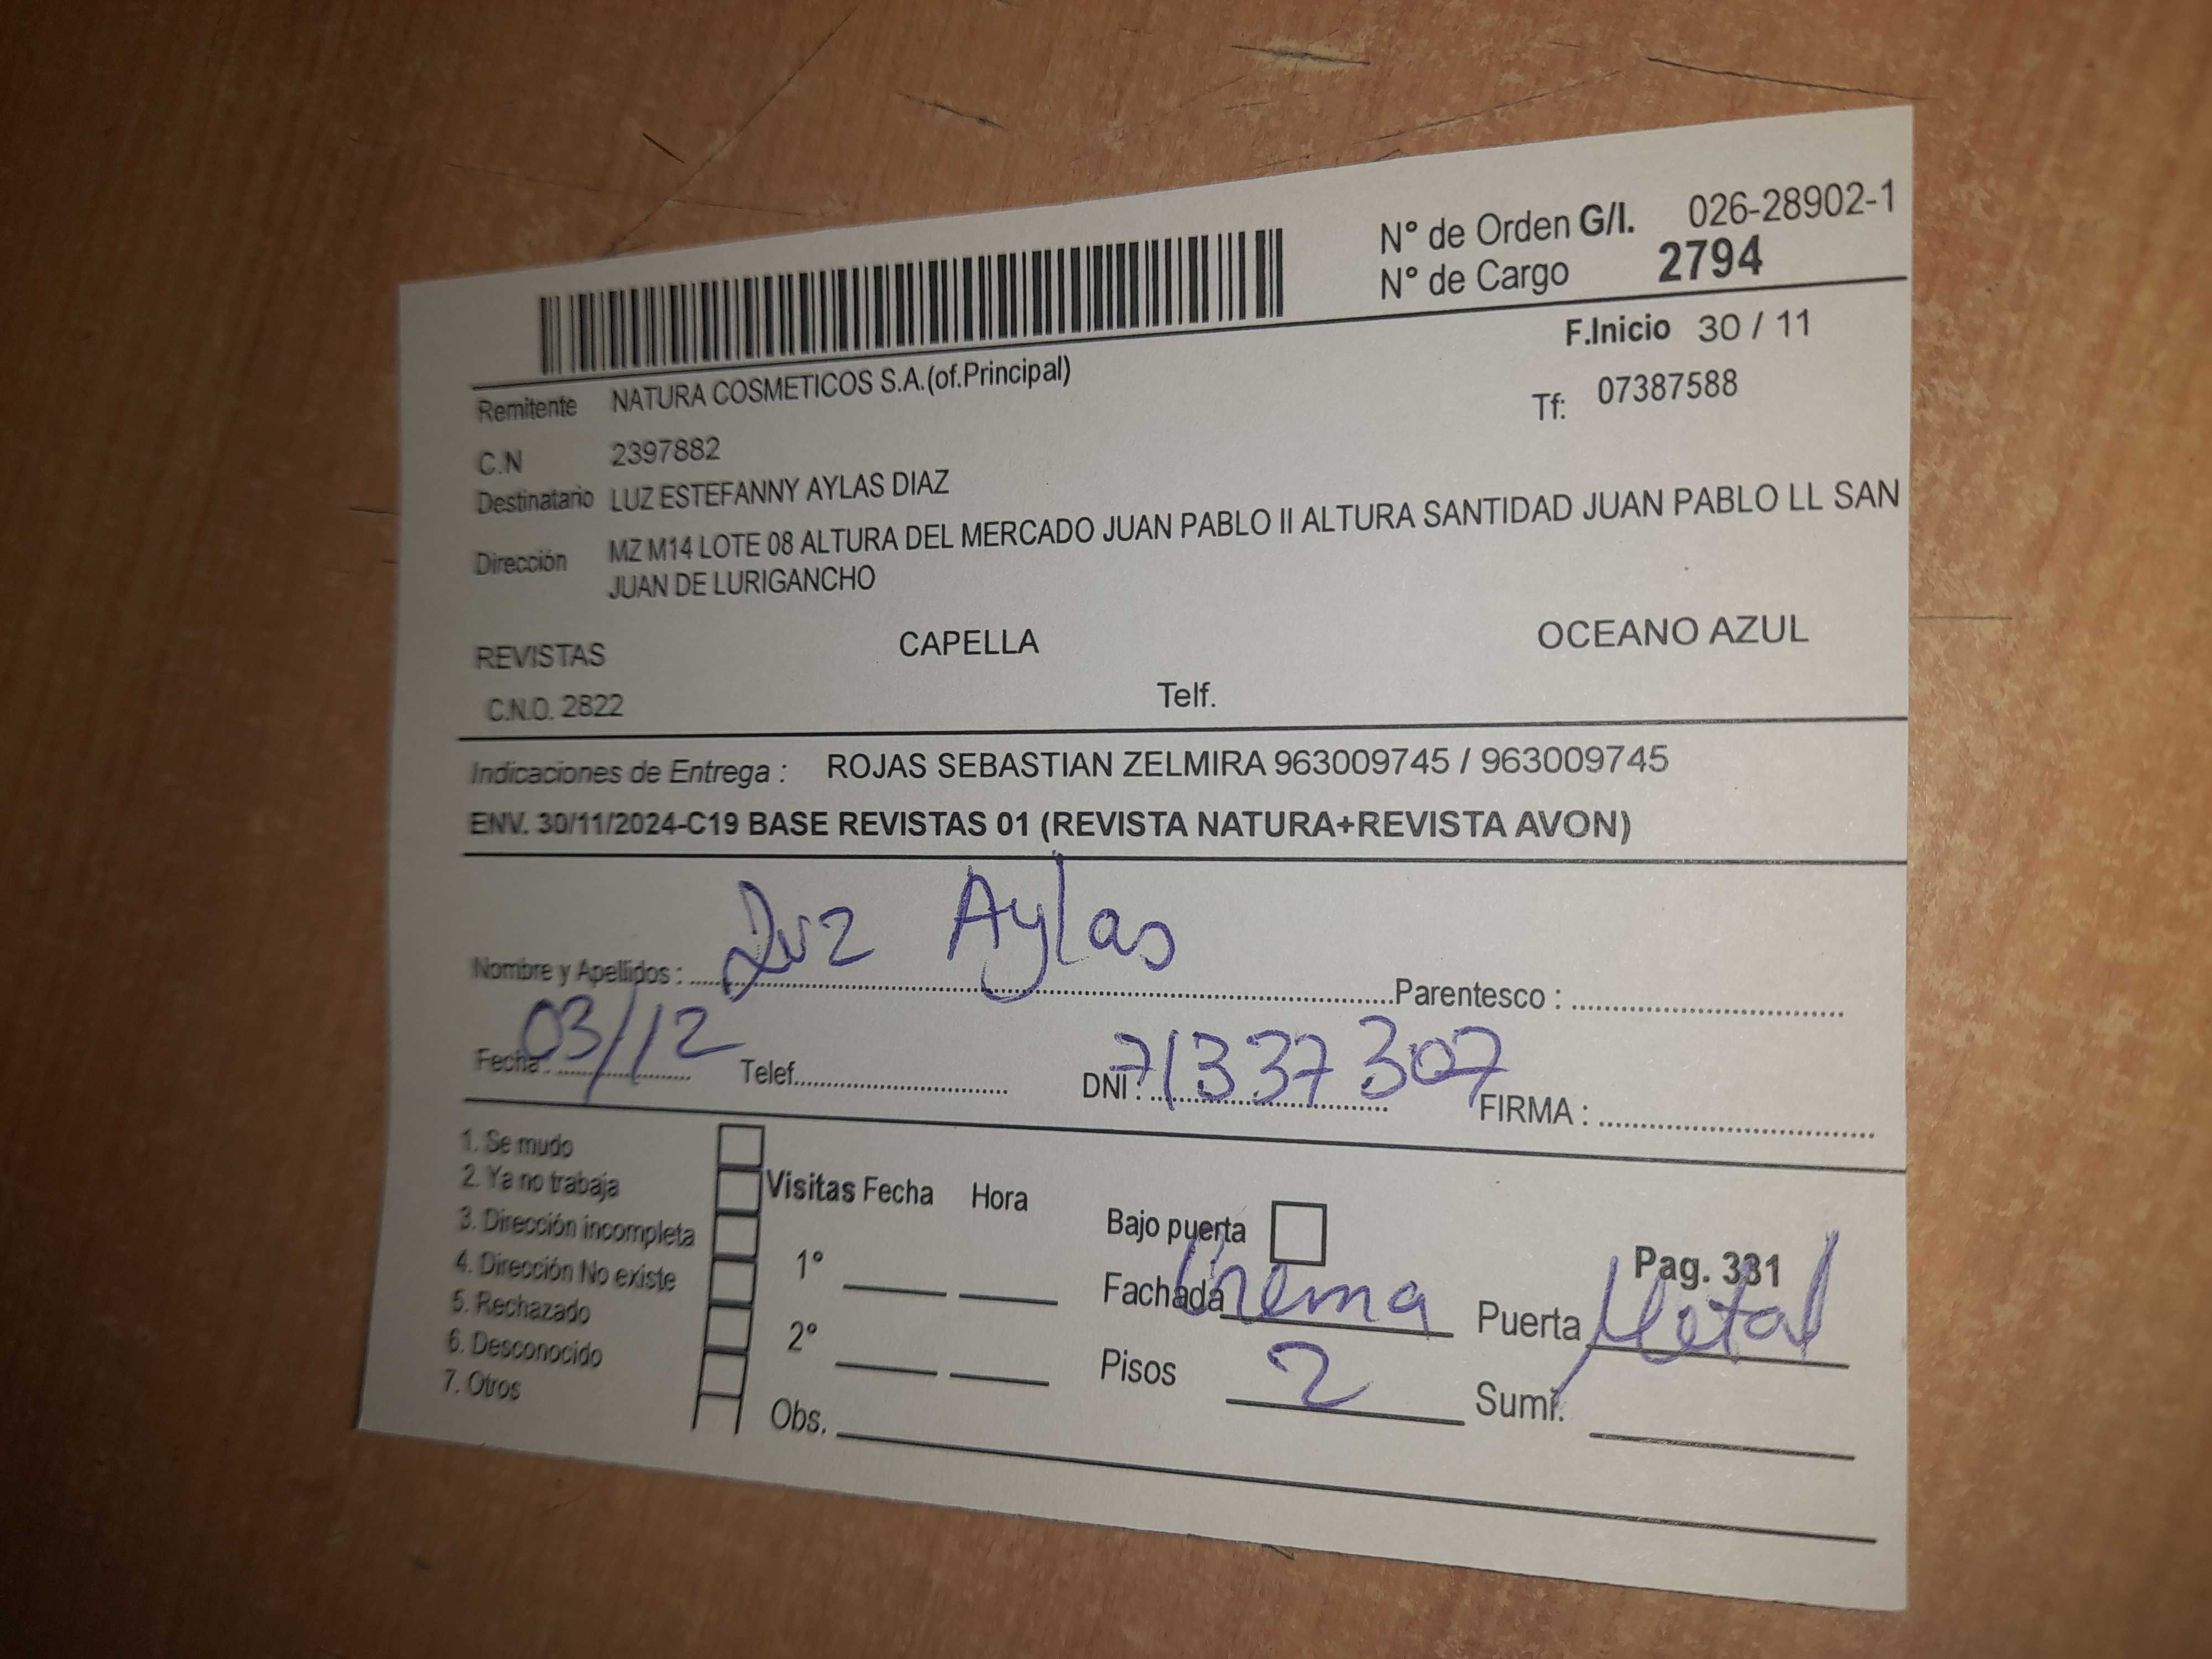 N° de Orden G/I. 026-28902-1
N° de Cargo 2794
F.Inicio 30 / 11
Remitente NATURA COSMETICOS S.A.(of.Principal)
Tf: 07387588
C.N 2397882
Destinatario LUZ ESTEFANNY AYLAS DIAZ
Dirección MZ M14 LOTE 08 ALTURA DEL MERCADO JUAN PABLO II ALTURA SANTIDAD JUAN PABLO LL SAN
JUAN DE LURIGANCHO
REVISTAS CAPELLA OCEANO AZUL
C.N.O. 2822 Telf.
Indicaciones de Entrega : ROJAS SEBASTIAN ZELMIRA 963009745 / 963009745
ENV. 30/11/2024-C19 BASE REVISTAS 01 (REVISTA NATURA+REVISTA AVON)
Nombre y Apellidos : Luz Aylas Parentesco :
Fecha : 03/12 Telef. DNI : 71337307 FIRMA :
1. Se mudo
2. Ya no trabaja
3. Dirección incompleta
4. Dirección No existe
5. Rechazado
6. Desconocido
7. Otros
Visitas Fecha Hora
1°
2°
Obs.
Bajo puerta
Pag. 331
Fachada Crema Puerta Metal
Pisos 2 Sumi.